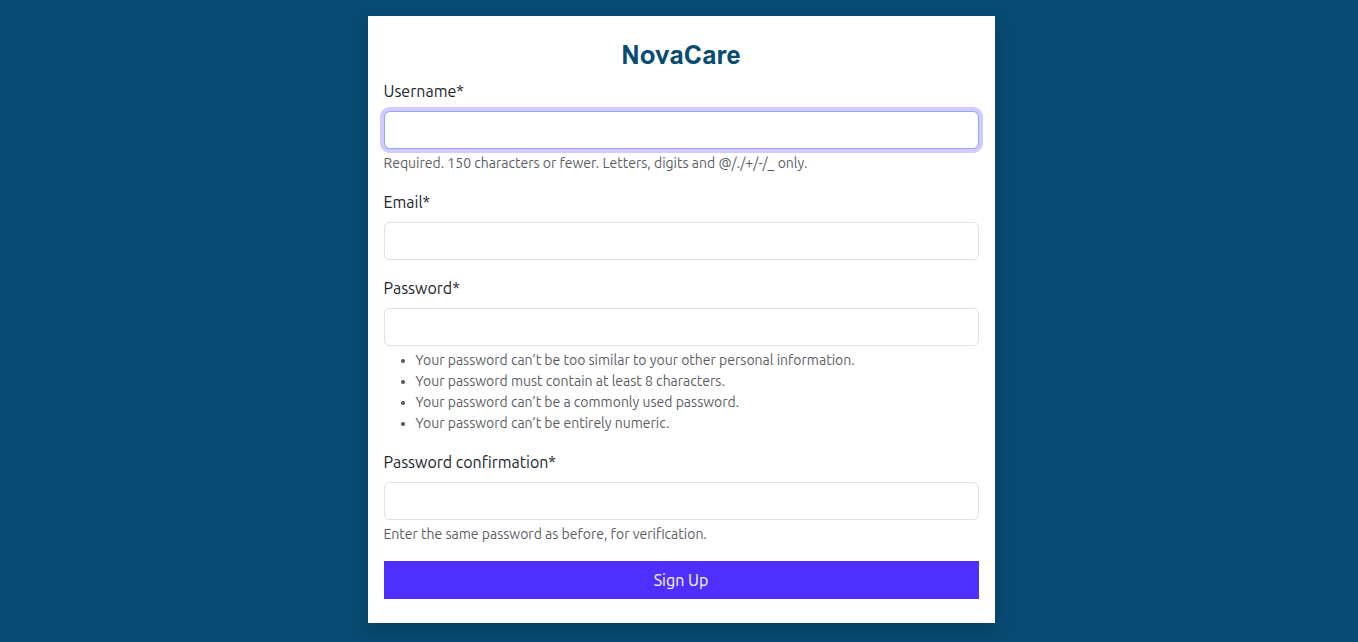 NovaCare
Username*
Required. 150 characters or fewer. Letters, digits and @/./+/-/_ only.
Email*
Password*
• Your password can’t be too similar to your other personal information.
• Your password must contain at least 8 characters.
• Your password can’t be a commonly used password.
• Your password can’t be entirely numeric.
Password confirmation*
Enter the same password as before, for verification.
Sign Up